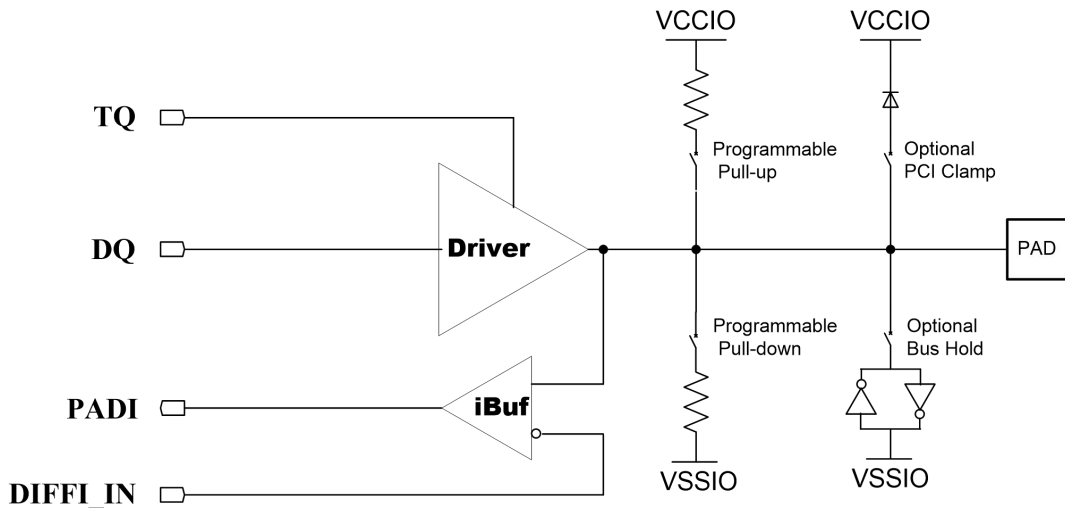 VCCIO
VCCIO
TQ
Programmable
Pull-up
Optional
PCI Clamp
DQ
Driver
PAD
Programmable
Pull-down
Optional
Bus Hold
PADI
iBuf
VSSIO
VSSIO
DIFFI_IN